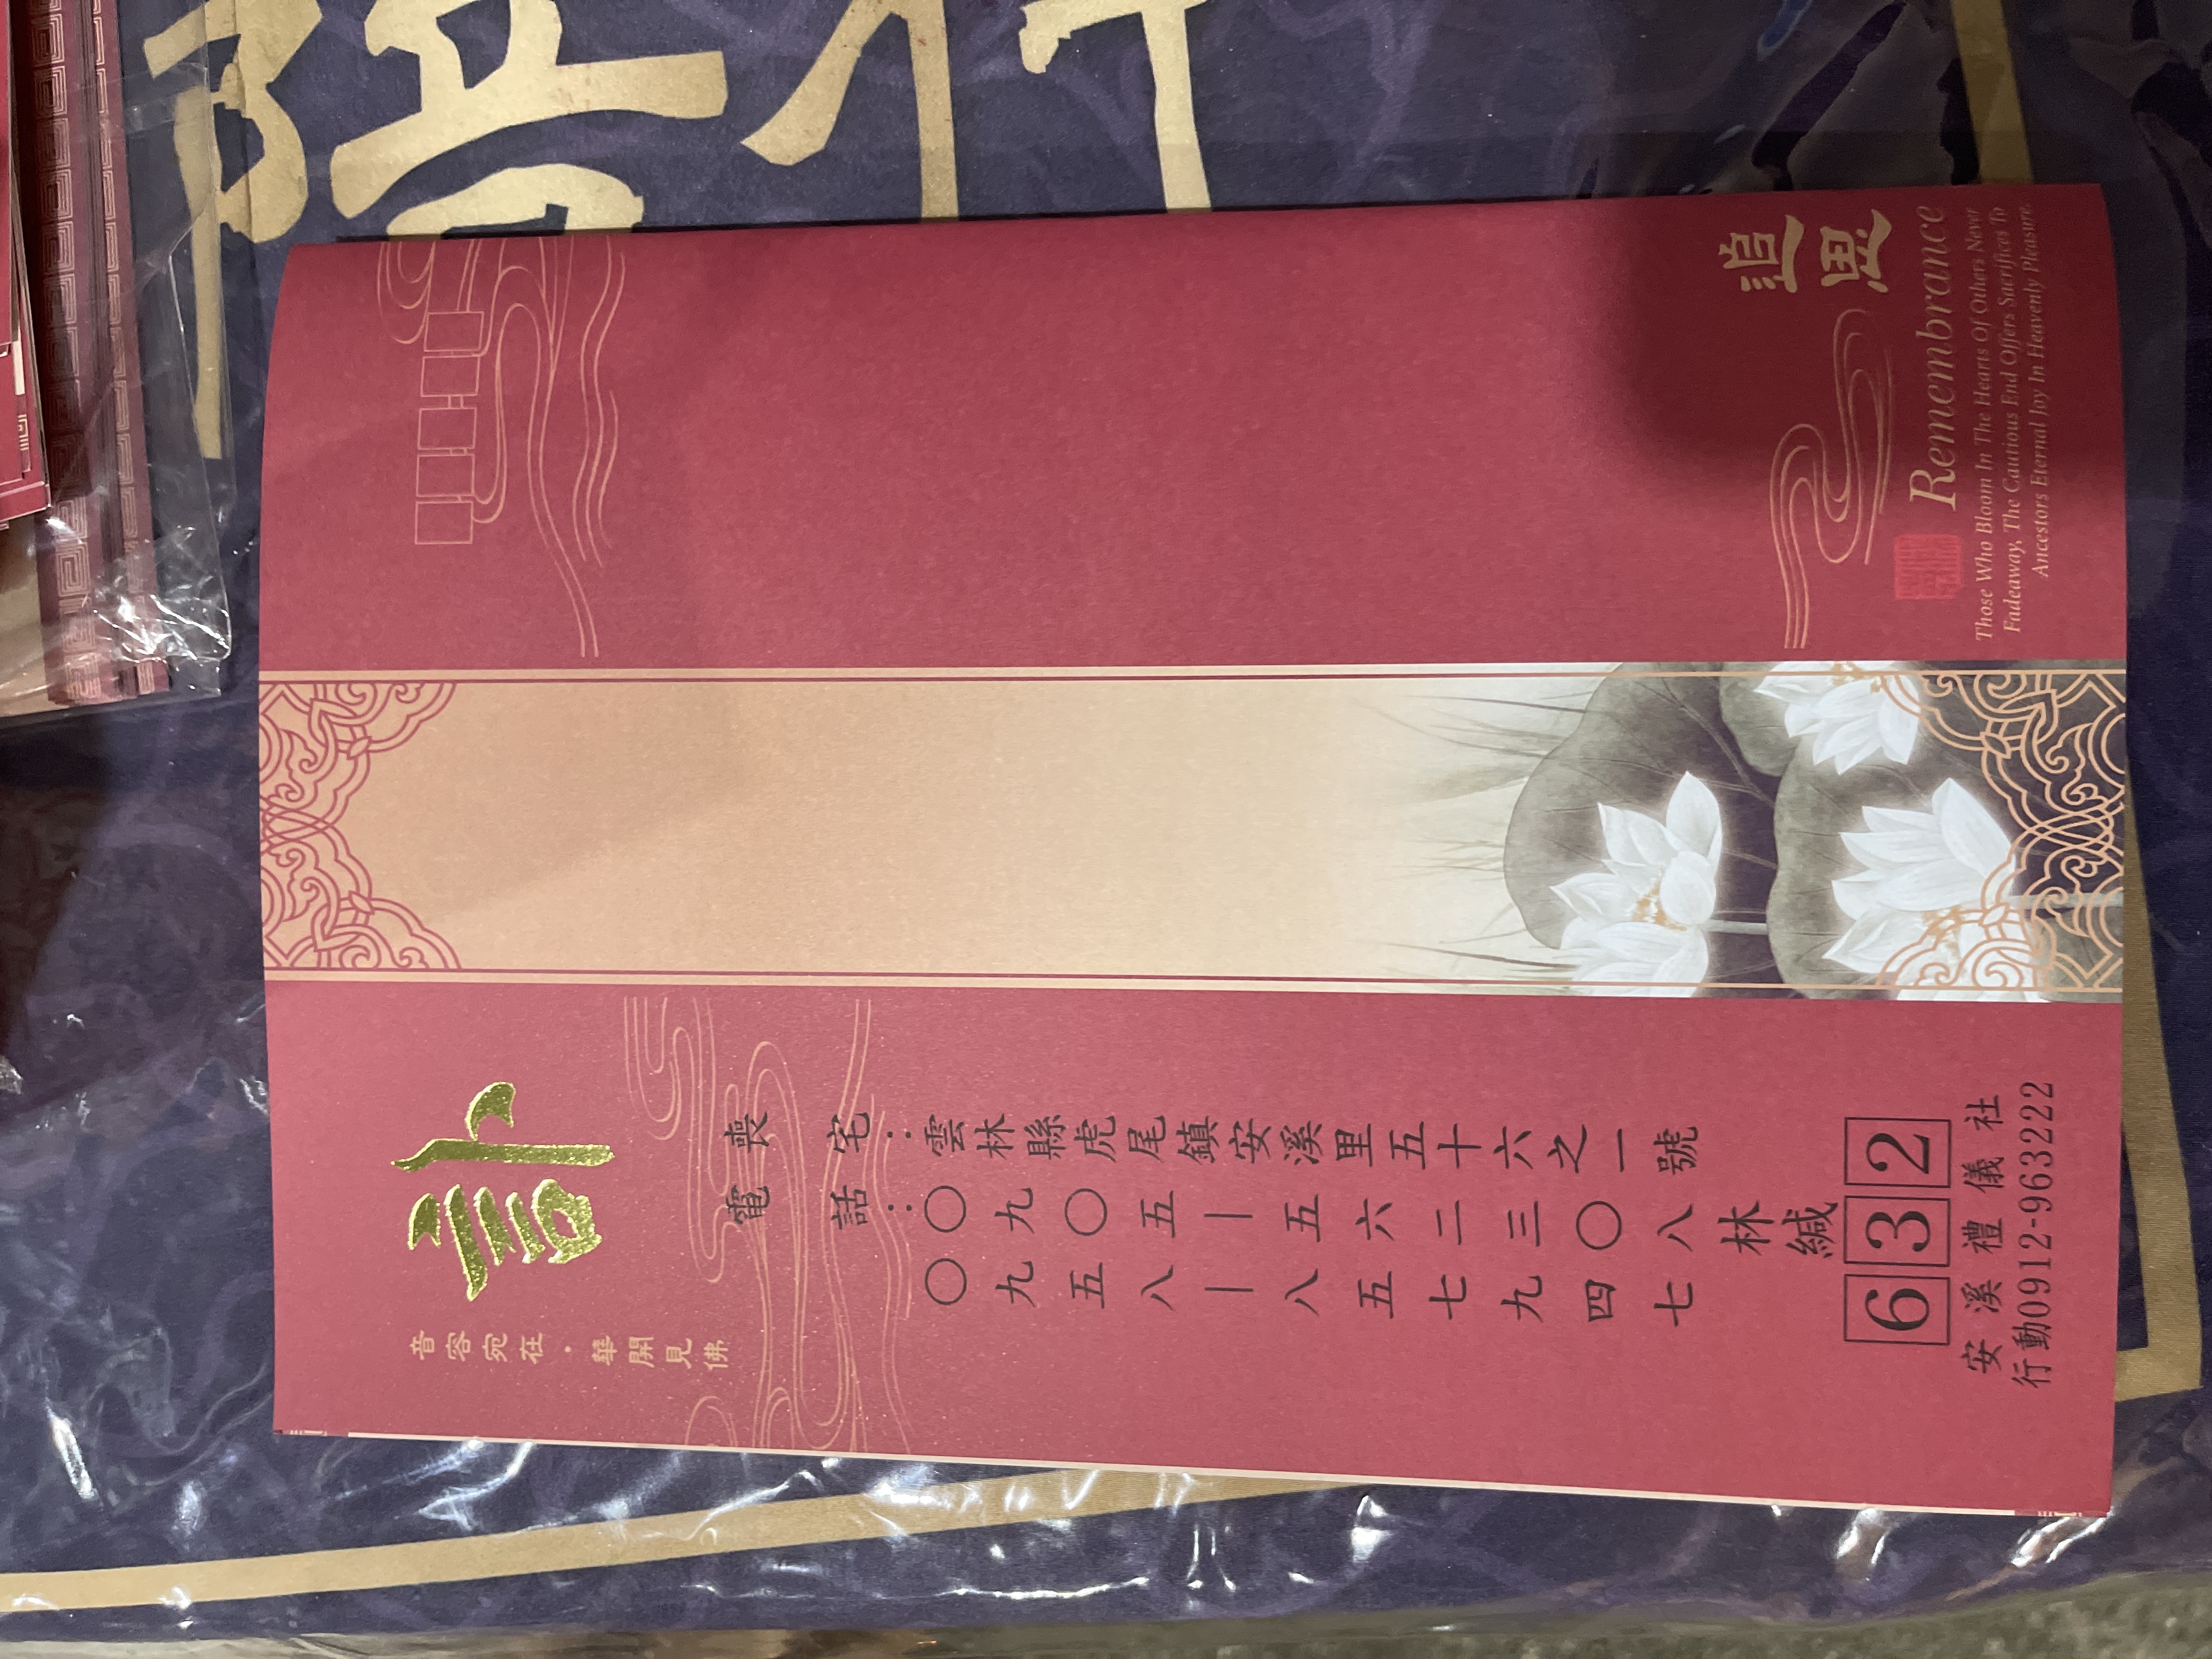 追思
Remembrance
Those Who Bloom In The Hearts Of Others Never
Fadeaway, The Cautious End Offers Sacrifices To
Ancestors Eternal Joy In Heavenly Pleasure.
喪宅：雲林縣虎尾鎮安溪里五十六之一號
電話：〇九〇五｜五六二三〇八
〇九五八｜八五七九四七
林緘
訃
音容宛在・華開見佛
632
安溪禮儀社
行動0912-963222